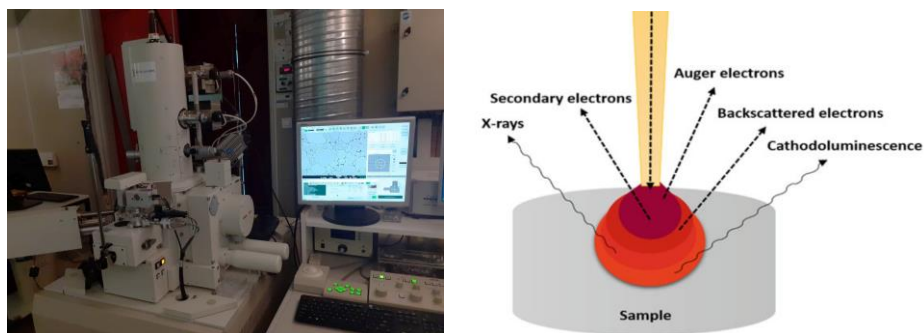 Auger electrons
Secondary electrons
Backscattered electrons
X-rays
Cathodoluminescence
Sample